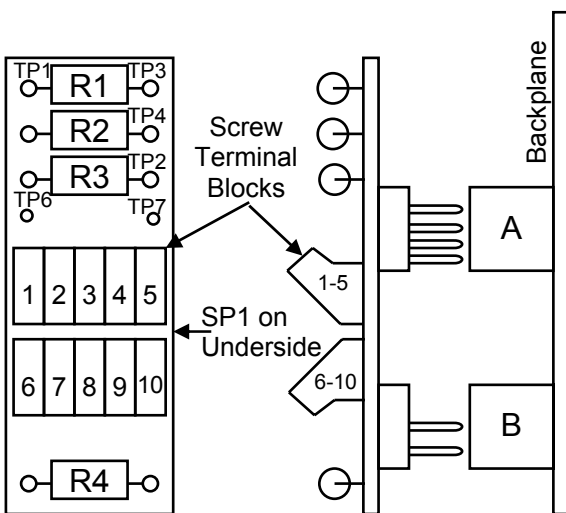 TP1
TP3
R1
TP4
R2
TP2
R3
TP6
TP7
Screw
Terminal
Blocks
1 2 3 4 5
SP1 on
Underside
6 7 8 9 10
R4
1-5
6-10
A
B
Backplane